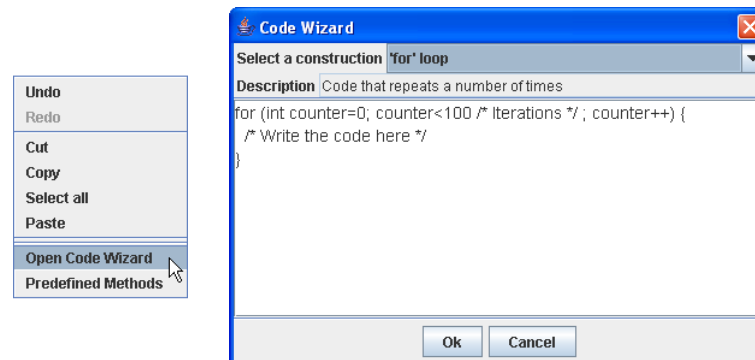 Undo
Redo
Cut
Copy
Select all
Paste
Open Code Wizard
Predefined Methods
Code Wizard
Select a construction 'for' loop
Description Code that repeats a number of times
for (int counter=0; counter<100 /* Iterations */ ; counter++) {
/* Write the code here */
}
Ok Cancel